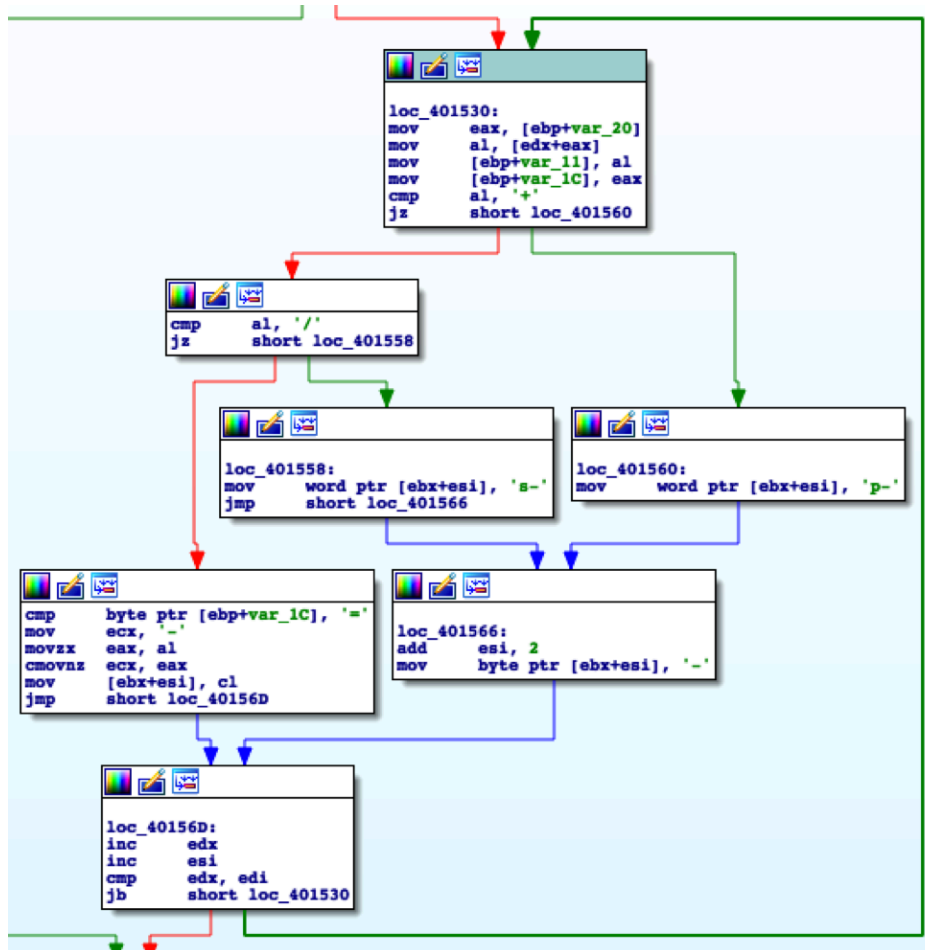 loc_401530:
mov eax, [ebp+var_20]
mov al, [edx+eax]
mov [ebp+var_11], al
mov [ebp+var_1C], eax
cmp al, '+'
jz short loc_401560
cmp al, '/'
jz short loc_401558
loc_401558:
mov word ptr [ebx+esi], 's-'
jmp short loc_401566
loc_401560:
mov word ptr [ebx+esi], 'p-'
cmp byte ptr [ebp+var_1C], '='
mov ecx, '-'
movzx eax, al
cmovnz ecx, eax
mov [ebx+esi], cl
jmp short loc_40156D
loc_401566:
add esi, 2
mov byte ptr [ebx+esi], '-'
loc_40156D:
inc edx
inc esi
cmp edx, edi
jb short loc_401530